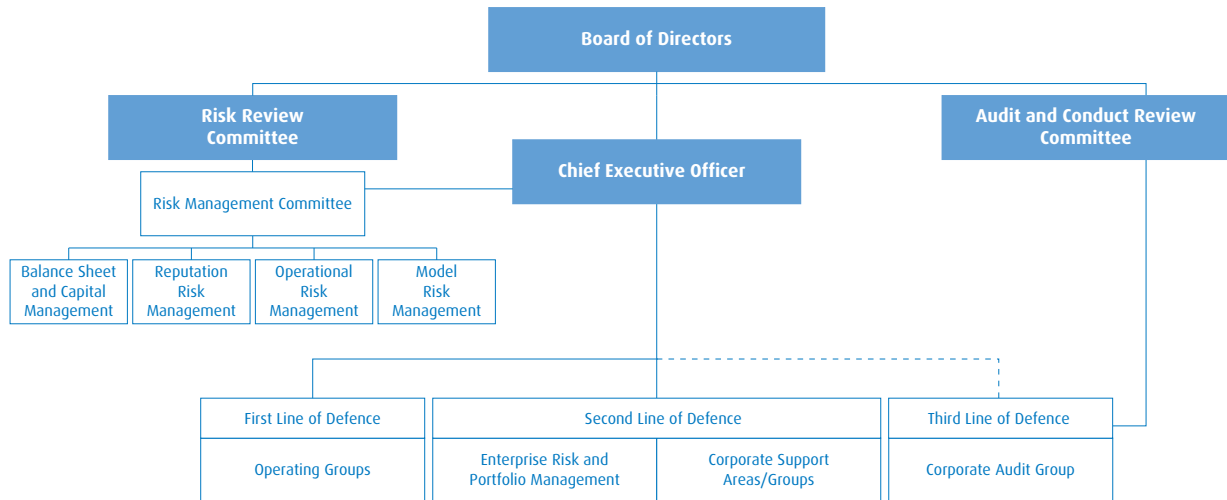 Board of Directors
Risk Review
Committee
Audit and Conduct Review
Committee
Chief Executive Officer
Risk Management Committee
Balance Sheet
and Capital
Management
Reputation
Risk
Management
Operational
Risk
Management
Model
Risk
Management
First Line of Defence
Second Line of Defence
Third Line of Defence
Operating Groups
Enterprise Risk and
Portfolio Management
Corporate Support
Areas/Groups
Corporate Audit Group